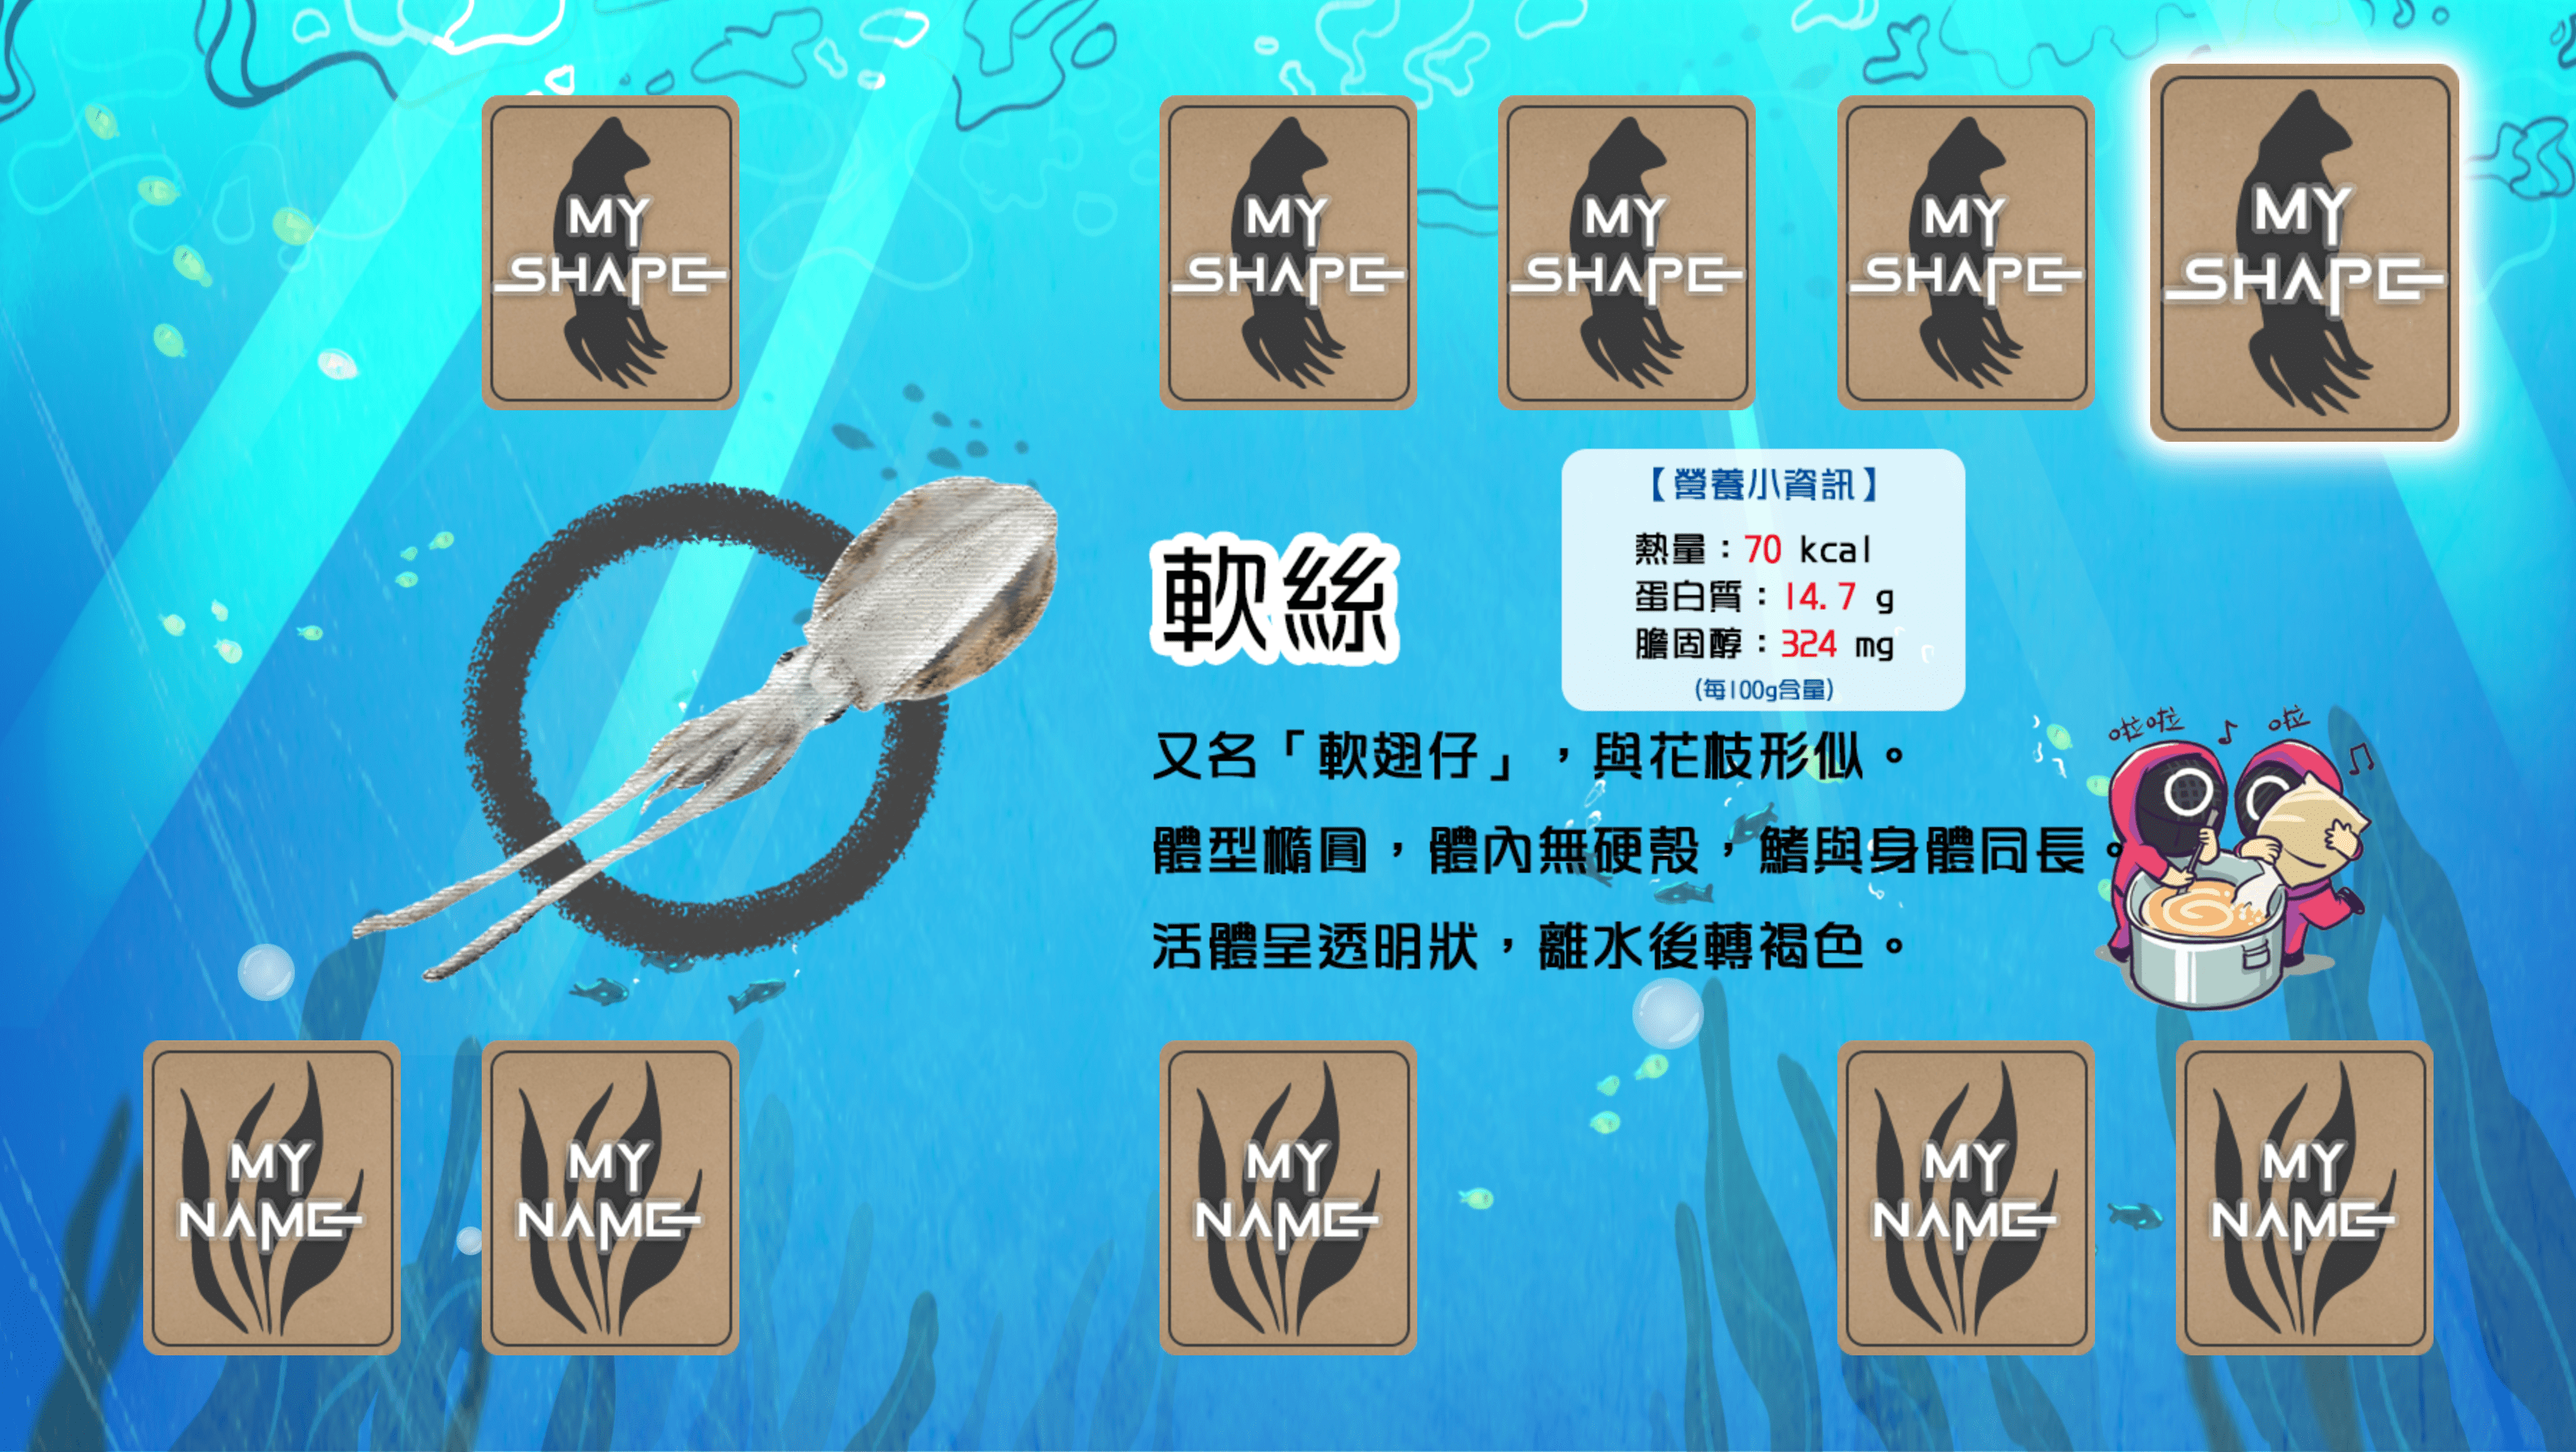 MY
SHAPE
MY
SHAPE
MY
SHAPE
MY
SHAPE
MY
SHAPE
【營養小資訊】
熱量：70 kcal
蛋白質：14.7 g
膽固醇：324 mg
(每100g含量)
軟絲
又名「軟翅仔」，與花枝形似。
體型橢圓，體內無硬殼，鰭與身體同長。
活體呈透明狀，離水後轉褐色。
啦啦 啦
MY
NAME
MY
NAME
MY
NAME
MY
NAME
MY
NAME